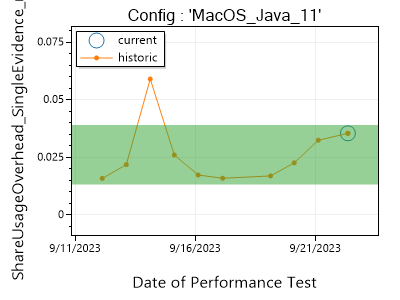 Config : 'MacOS_Java_11'
ShareUsageOverhead_SingleEvidence_
current
historic
0.075
0.05
0.025
0
9/11/2023
9/16/2023
9/21/2023
Date of Performance Test